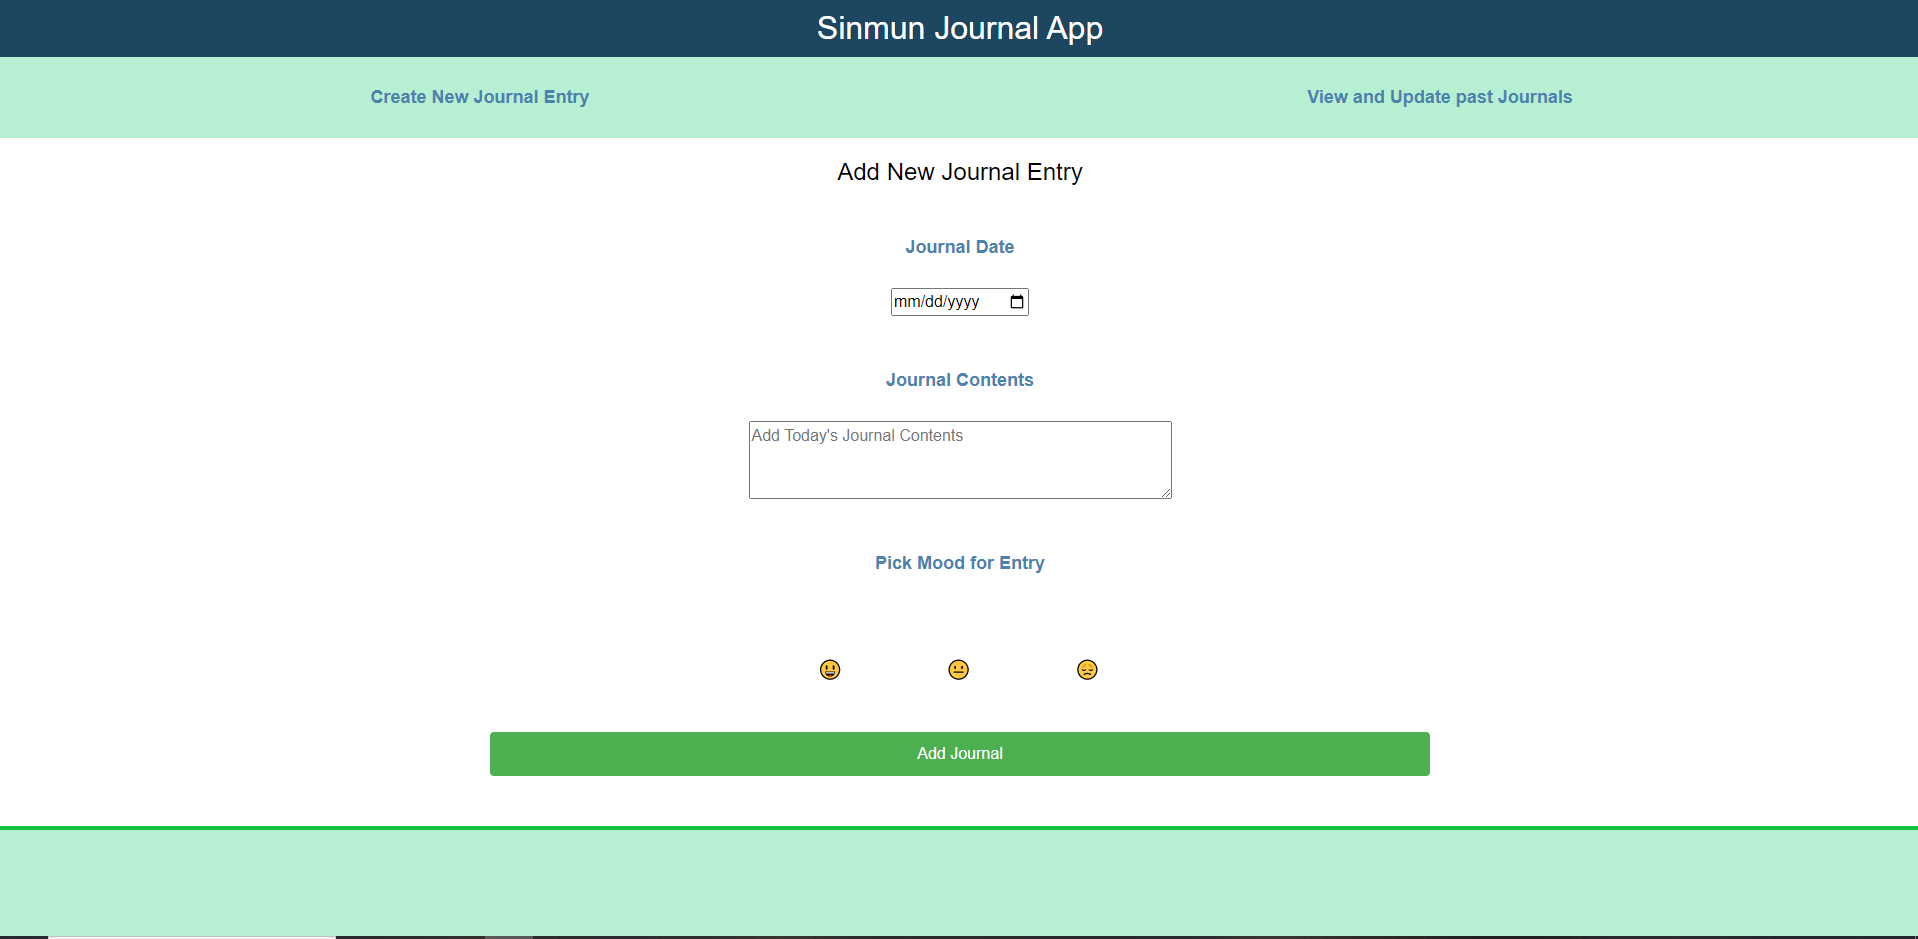 Sinmun Journal App
Create New Journal Entry
View and Update past Journals
Add New Journal Entry
Journal Date
mm/dd/yyyy
Journal Contents
Add Today's Journal Contents
Pick Mood for Entry
Add Journal